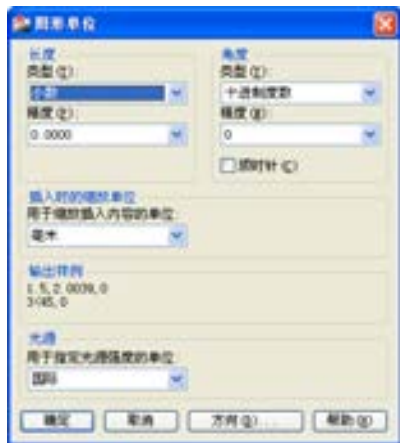 图形单位
长度
类型(T):
小数
精度(P):
0.0000
角度
类型(Y):
十进制度数
精度(N):
0
顺时针(C)
插入时的缩放单位
用于缩放插入内容的单位
毫米
输出样例
1.5,2.0039,0
3<45,0
光源
用于指定光源强度的单位
国际
确定
取消
方向(D)...
帮助(H)